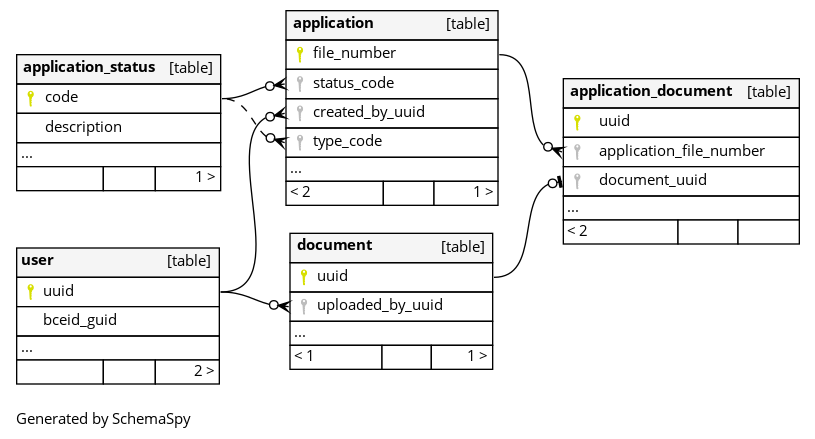 application_status [table]
code
description
...
1 >
user [table]
uuid
bceid_guid
...
2 >
application [table]
file_number
status_code
created_by_uuid
type_code
...
< 2 1 >
document [table]
uuid
uploaded_by_uuid
...
< 1 1 >
application_document [table]
uuid
application_file_number
document_uuid
...
< 2
Generated by SchemaSpy